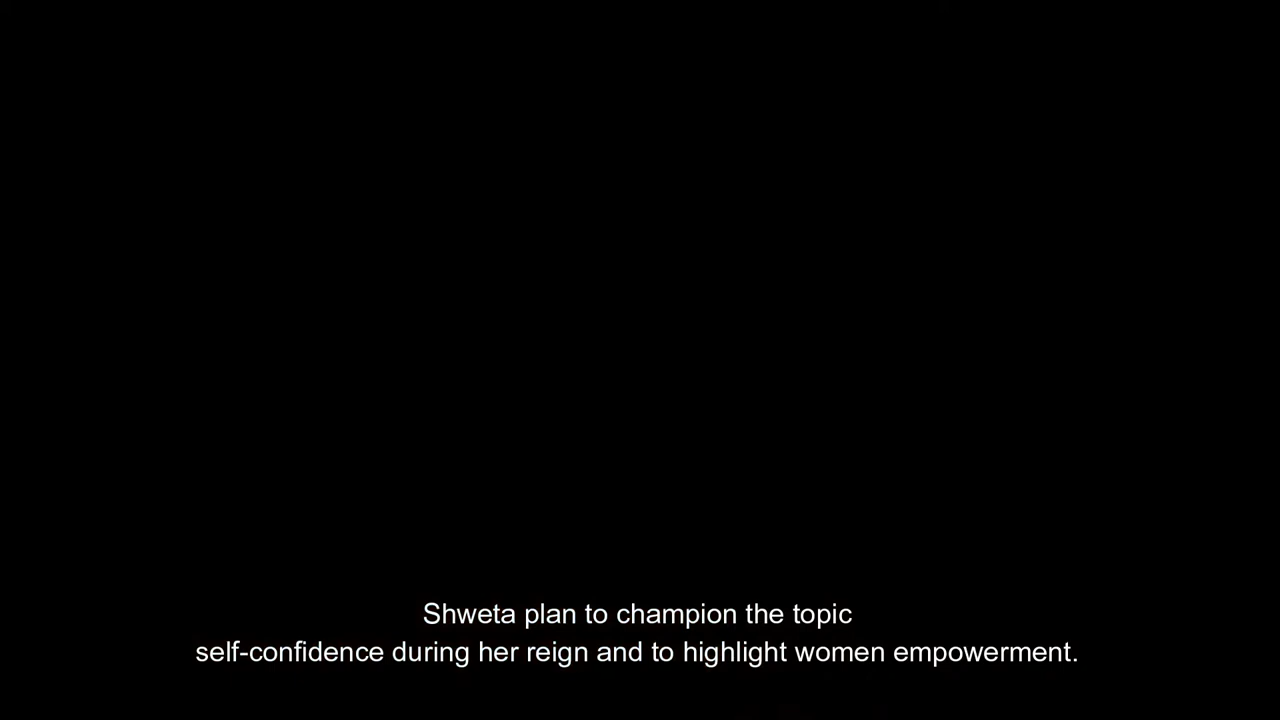 Shweta plan to champion the topic
self-confidence during her reign and to highlight women empowerment.